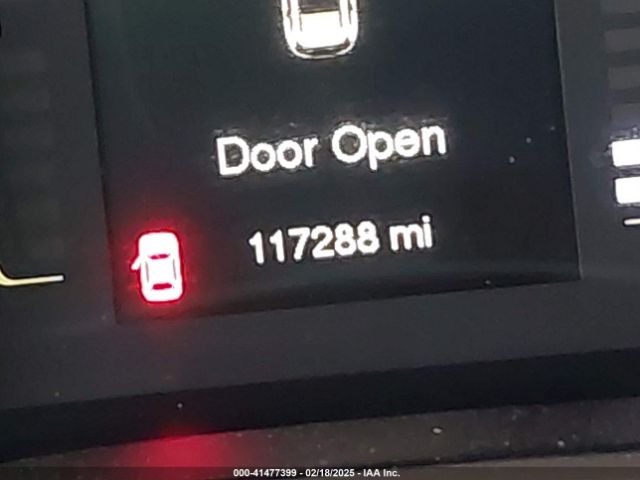 Door Open
117288 mi
000-41477399 - 02/18/2025 - IAA Inc.